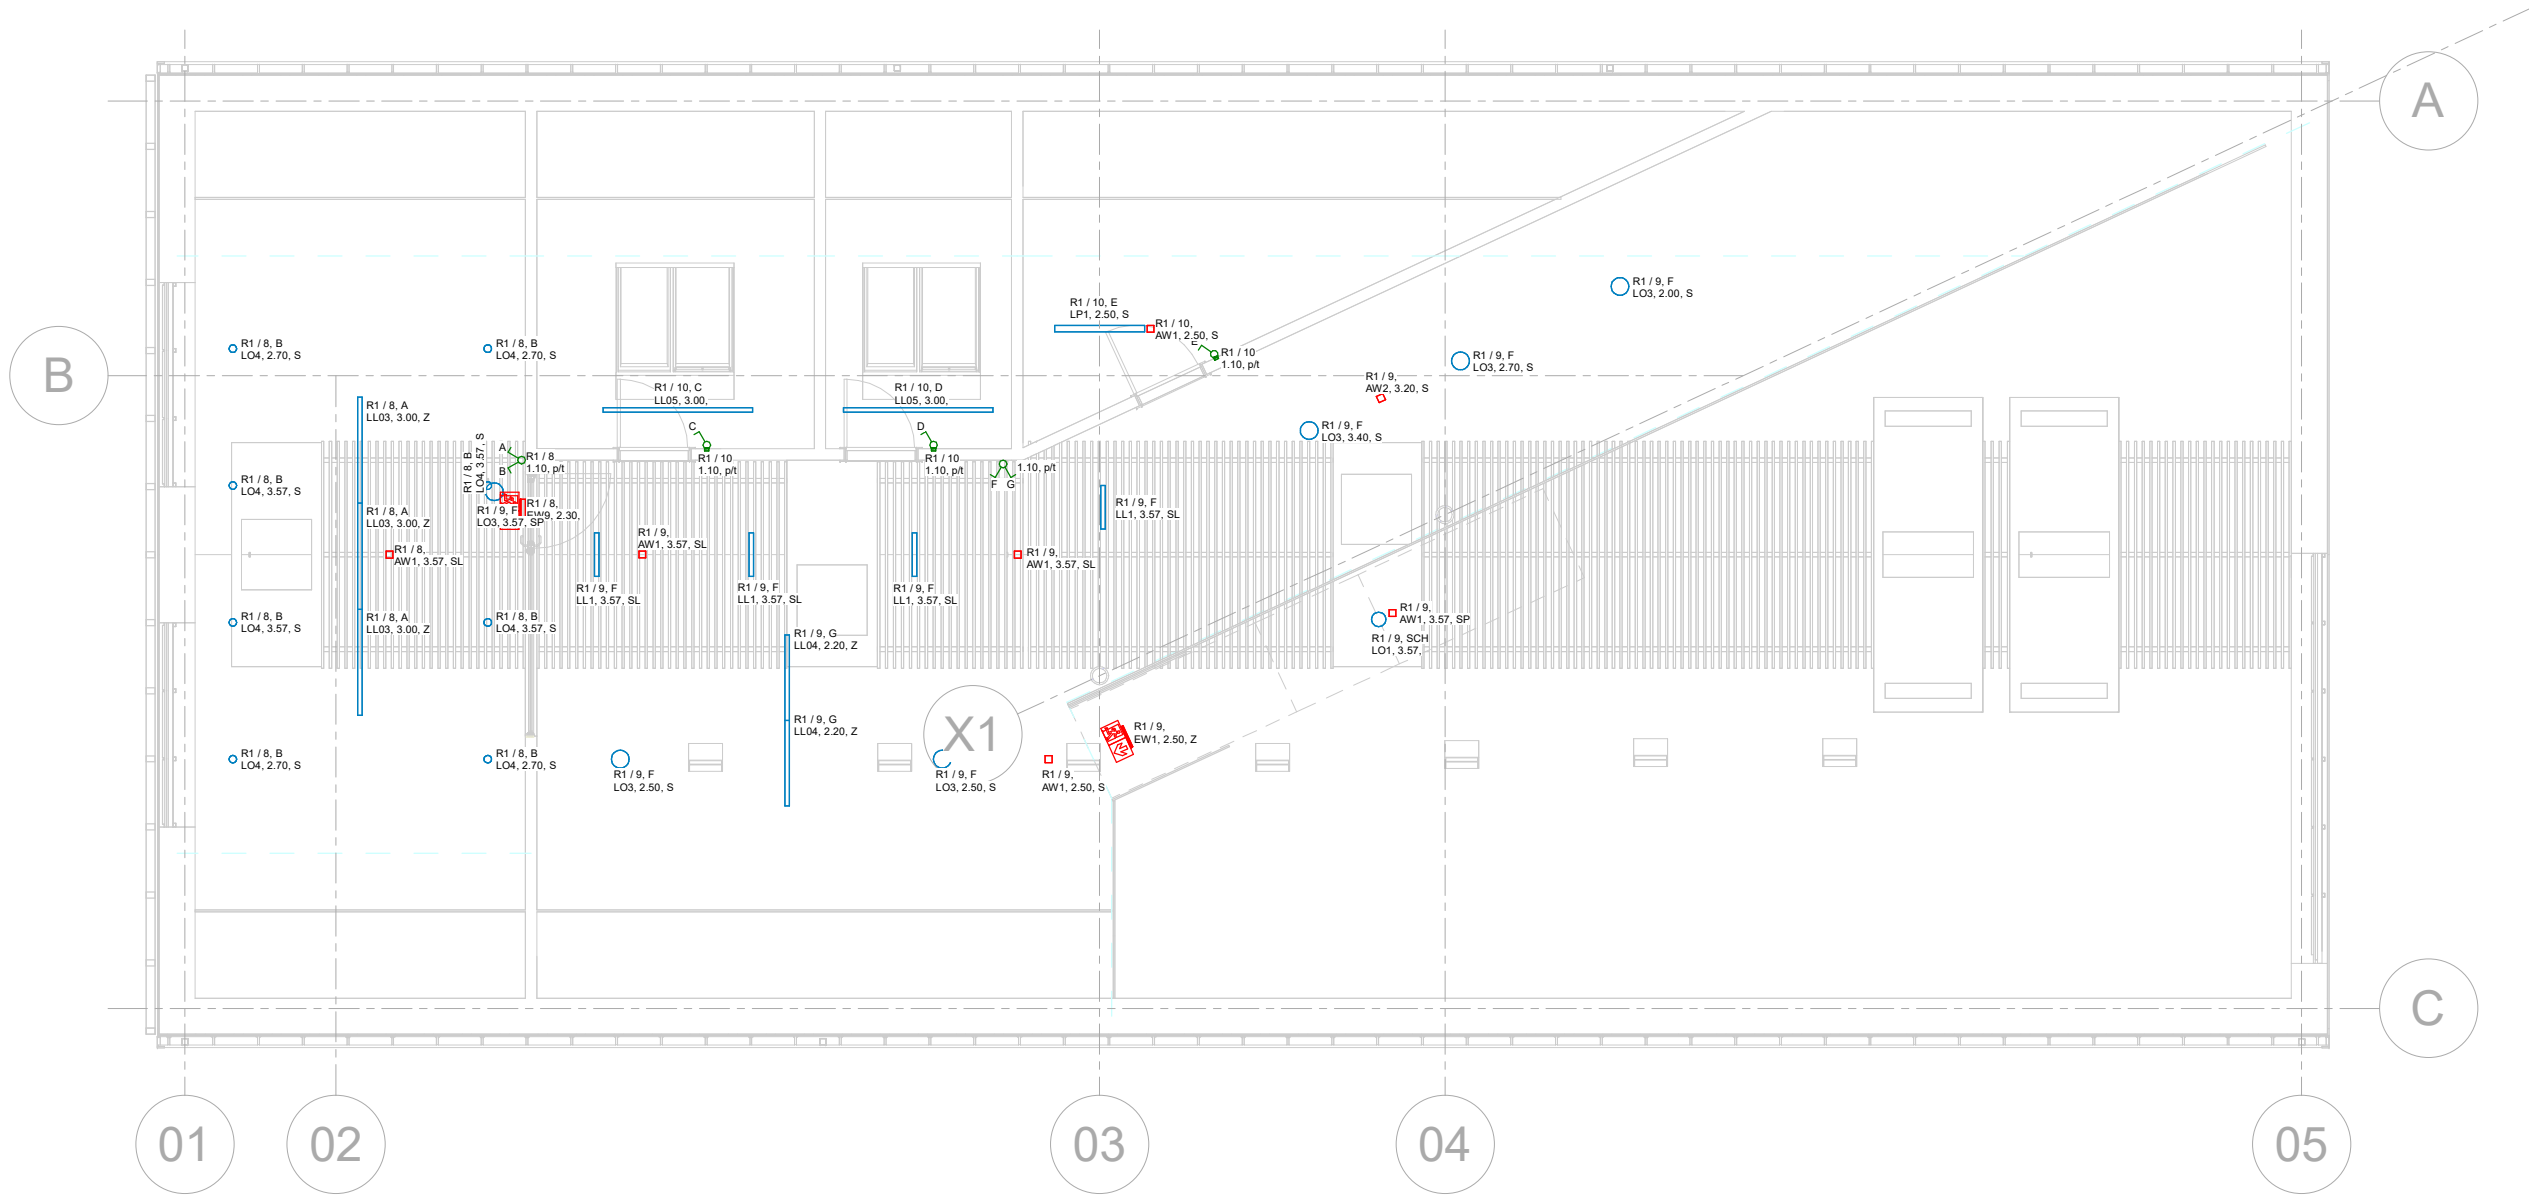 A
R1 / 9, F
LO3, 2.00, S
R1 / 10, E
LP1, 2.50, S
R1 / 10,
AW1, 2.50, S
E
R1 / 10
1.10, p/t
R1 / 8, B
LO4, 2.70, S
R1 / 8, B
LO4, 2.70, S
R1 / 9, F
LO3, 2.70, S
B
R1 / 9,
AW2, 3.20, S
R1 / 10, C
LL05, 3.00,
R1 / 10, D
LL05, 3.00,
R1 / 8, A
LL03, 3.00, Z
R1 / 9, F
LO3, 3.40, S
C
D
R1 / 8, B
LO4, 3.57, S
A
B
R1 / 8
1.10, p/t
R1 / 10
1.10, p/t
R1 / 10
1.10, p/t
1.10, p/t
F
G
R1 / 8, B
LO4, 3.57, S
R1 / 8, A
LL03, 3.00, Z
R1 / 9, F
LO3, 3.57, SP
R1 / 8,
EW9, 2.30,
R1 / 9, F
LL1, 3.57, SL
R1 / 8,
AW1, 3.57, SL
R1 / 9,
AW1, 3.57, SL
R1 / 9,
AW1, 3.57, SL
R1 / 9, F
LL1, 3.57, SL
R1 / 9, F
LL1, 3.57, SL
R1 / 9, F
LL1, 3.57, SL
R1 / 8, B
LO4, 3.57, S
R1 / 8, A
LL03, 3.00, Z
R1 / 8, B
LO4, 3.57, S
R1 / 9, G
LL04, 2.20, Z
R1 / 9,
AW1, 3.57, SP
R1 / 9, SCH
LO1, 3.57,
R1 / 9, G
LL04, 2.20, Z
X1
R1 / 9,
EW1, 2.50, Z
R1 / 8, B
LO4, 2.70, S
R1 / 8, B
LO4, 2.70, S
R1 / 9, F
LO3, 2.50, S
R1 / 9, F
LO3, 2.50, S
R1 / 9,
AW1, 2.50, S
C
01
02
03
04
05